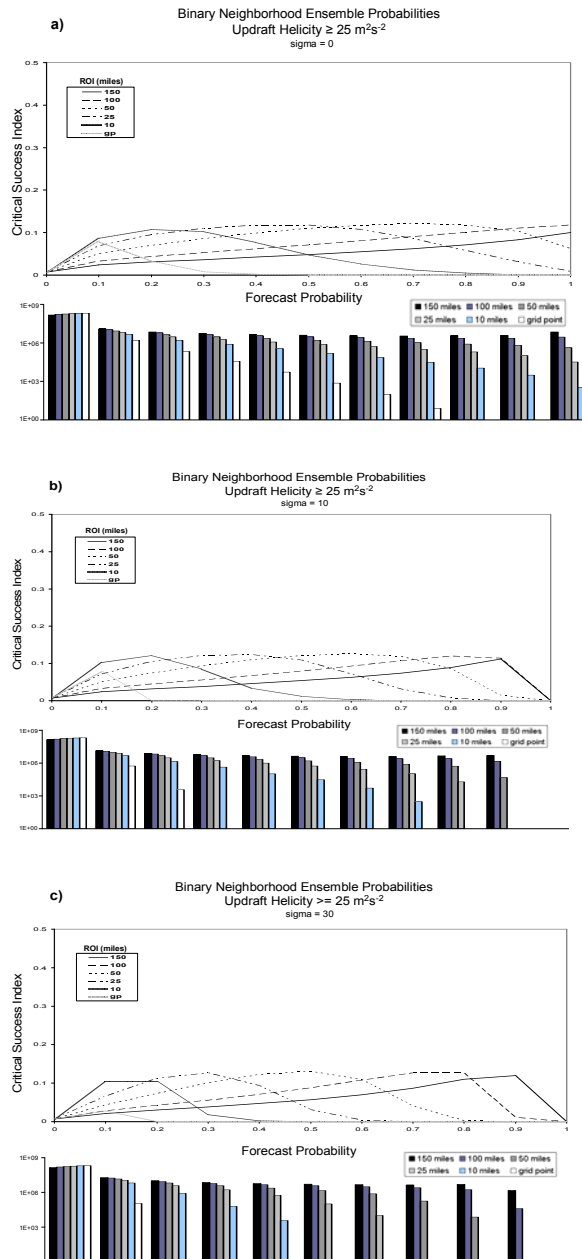 a)
Binary Neighborhood Ensemble Probabilities
Updraft Helicity ≥ 25 m²s⁻²
sigma = 0
Critical Success Index
0.5
0.4
0.3
0.2
0.1
0
ROI (miles)
150
100
50
25
10
gp
0 0.1 0.2 0.3 0.4 0.5 0.6 0.7 0.8 0.9 1
Forecast Probability
150 miles 100 miles 50 miles
25 miles 10 miles grid point
1E+09
1E+06
1E+03
1E+00
b)
Binary Neighborhood Ensemble Probabilities
Updraft Helicity ≥ 25 m²s⁻²
sigma = 10
Critical Success Index
0.5
0.4
0.3
0.2
0.1
0
ROI (miles)
150
100
50
25
10
gp
0 0.1 0.2 0.3 0.4 0.5 0.6 0.7 0.8 0.9 1
Forecast Probability
150 miles 100 miles 50 miles
25 miles 10 miles grid point
1E+09
1E+06
1E+03
1E+00
c)
Binary Neighborhood Ensemble Probabilities
Updraft Helicity >= 25 m²s⁻²
sigma = 30
Critical Success Index
0.5
0.4
0.3
0.2
0.1
0
ROI (miles)
150
100
50
25
10
gp
0 0.1 0.2 0.3 0.4 0.5 0.6 0.7 0.8 0.9 1
Forecast Probability
150 miles 100 miles 50 miles
25 miles 10 miles grid point
1E+09
1E+06
1E+03